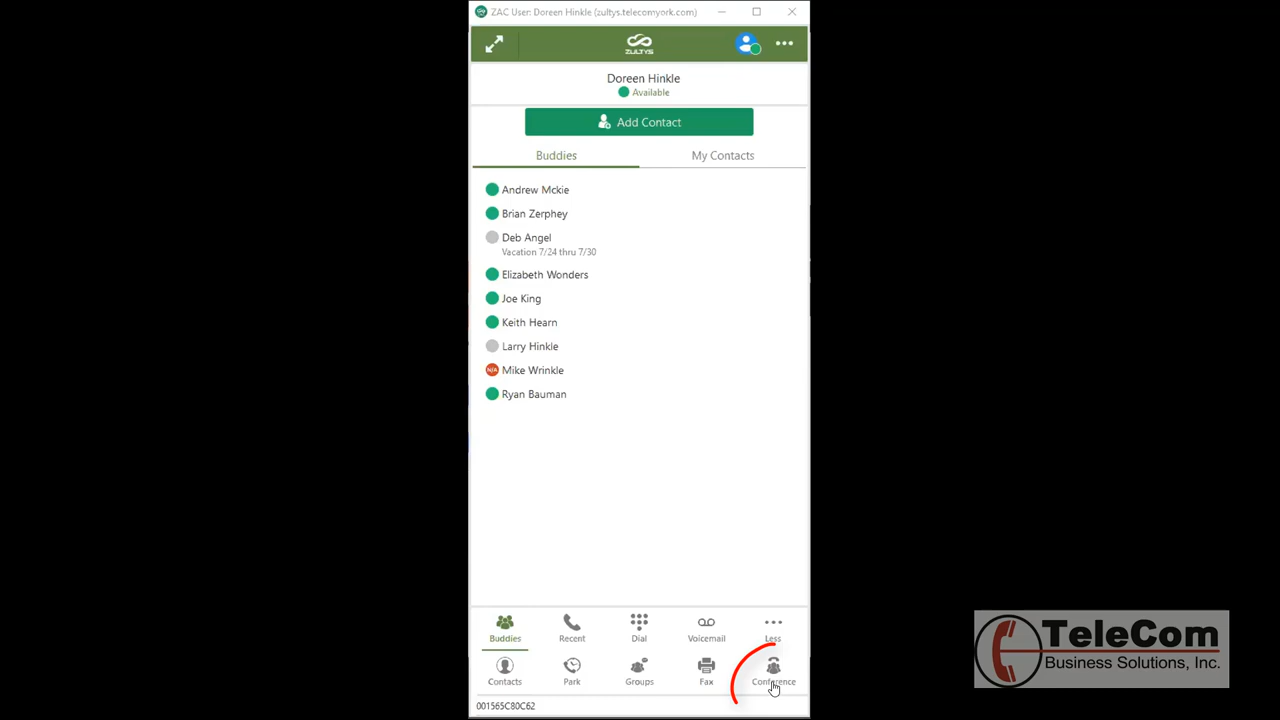 ZAC User: Doreen Hinkle (zultys.telecomyork.com)
ZULTYS
Doreen Hinkle
Available
Add Contact
Buddies My Contacts
Andrew Mckie
Brian Zerphey
Deb Angel
Vacation 7/24 thru 7/30
Elizabeth Wonders
Joe King
Keith Hearn
Larry Hinkle
N/A Mike Wrinkle
Ryan Bauman
Buddies Recent Dial Voicemail Less
Contacts Park Groups Fax Conference
001565C80C62
TeleCom
Business Solutions, Inc.